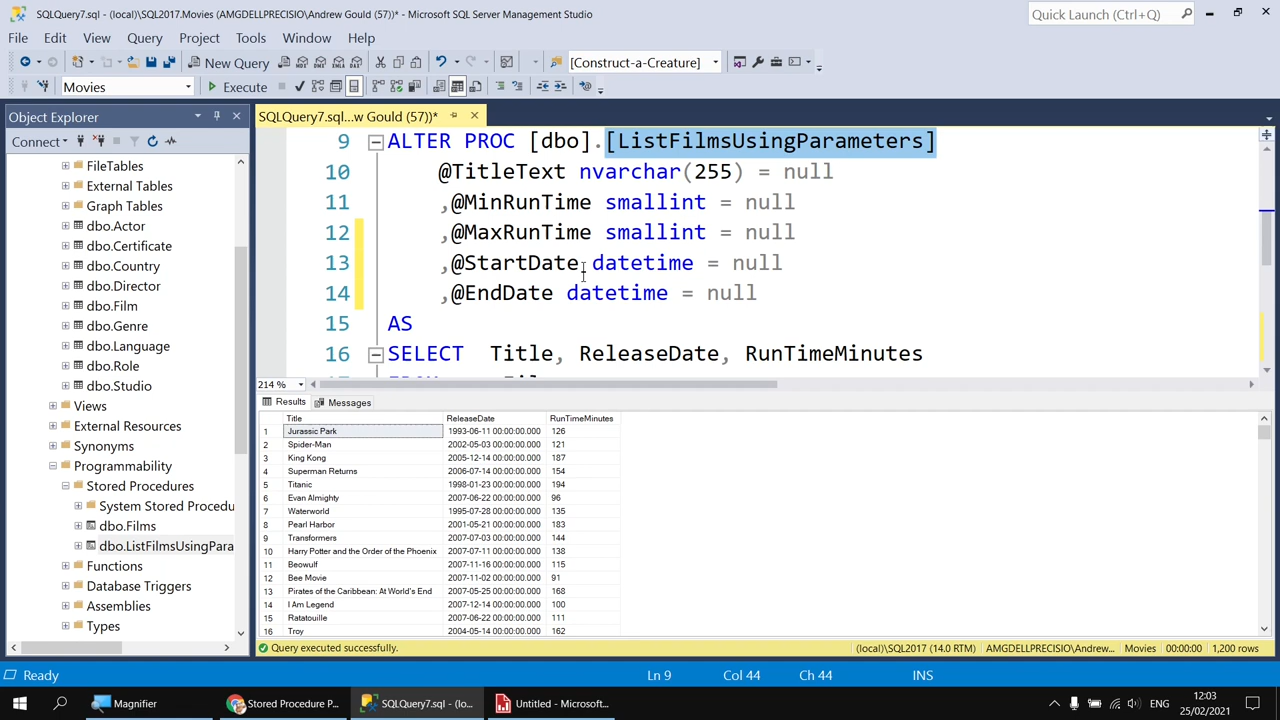 SQLQuery7.sql - (local)\SQL2017.Movies (AMGDELLPRECISIO\Andrew Gould (57))* - Microsoft SQL Server Management Studio
Quick Launch (Ctrl+Q)
File Edit View Query Project Tools Window Help
New Query
MDX DMX XMLA DAX
[Construct-a-Creature]
Movies
Execute
Object Explorer
SQLQuery7.sql...w Gould (57))*
Connect
FileTables
External Tables
Graph Tables
dbo.Actor
dbo.Certificate
dbo.Country
dbo.Director
dbo.Film
dbo.Genre
dbo.Language
dbo.Role
dbo.Studio
Views
External Resources
Synonyms
Programmability
Stored Procedures
System Stored Procedu
dbo.Films
dbo.ListFilmsUsingPara
Functions
Database Triggers
Assemblies
Types
9 ALTER PROC [dbo].[ListFilmsUsingParameters]
10 @TitleText nvarchar(255) = null
11 ,@MinRunTime smallint = null
12 ,@MaxRunTime smallint = null
13 ,@StartDate datetime = null
14 ,@EndDate datetime = null
15 AS
16 SELECT Title, ReleaseDate, RunTimeMinutes
214 %
Results Messages
Title ReleaseDate RunTimeMinutes
1 Jurassic Park 1993-06-11 00:00:00.000 126
2 Spider-Man 2002-05-03 00:00:00.000 121
3 King Kong 2005-12-14 00:00:00.000 187
4 Superman Returns 2006-07-14 00:00:00.000 154
5 Titanic 1998-01-23 00:00:00.000 194
6 Evan Almighty 2007-06-22 00:00:00.000 96
7 Waterworld 1995-07-28 00:00:00.000 135
8 Pearl Harbor 2001-05-21 00:00:00.000 183
9 Transformers 2007-07-03 00:00:00.000 144
10 Harry Potter and the Order of the Phoenix 2007-07-11 00:00:00.000 138
11 Beowulf 2007-11-16 00:00:00.000 115
12 Bee Movie 2007-11-02 00:00:00.000 91
13 Pirates of the Caribbean: At World's End 2007-05-25 00:00:00.000 168
14 I Am Legend 2007-12-14 00:00:00.000 100
15 Ratatouille 2007-06-22 00:00:00.000 111
16 Troy 2004-05-14 00:00:00.000 162
Query executed successfully.
(local)\SQL2017 (14.0 RTM) AMGDELLPRECISIO\Andrew... Movies 00:00:00 1,200 rows
Ready Ln 9 Col 44 Ch 44 INS
Magnifier
Stored Procedure P...
SQLQuery7.sql - (lo...
Untitled - Microsoft...
ENG
12:03
25/02/2021